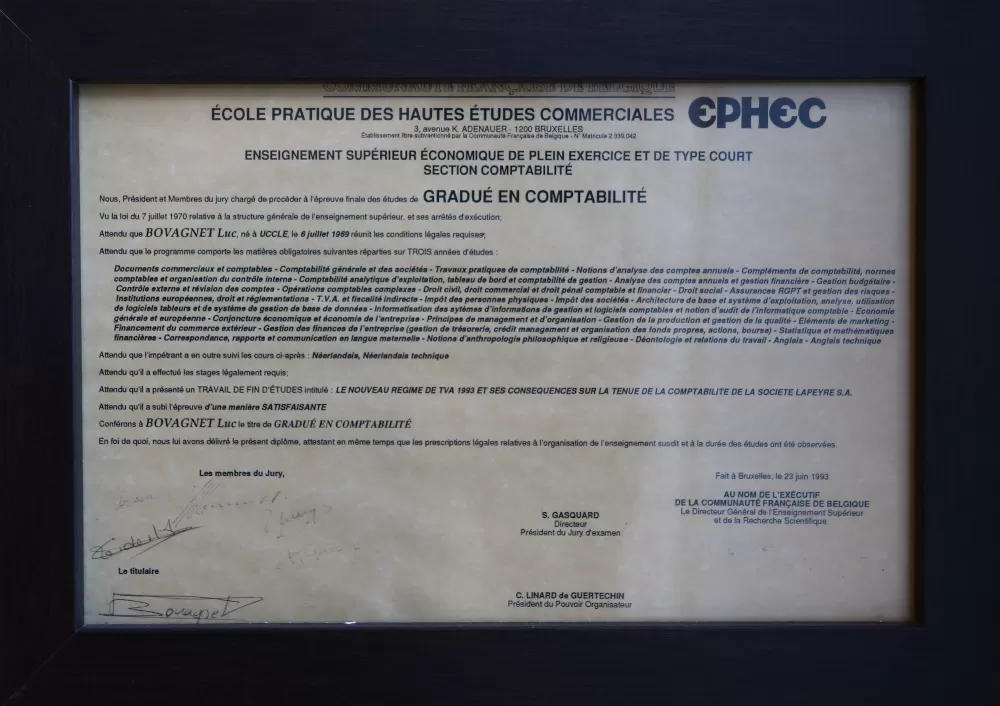 COMMUNAUTÉ FRANÇAISE DE BELGIQUE
ÉCOLE PRATIQUE DES HAUTES ÉTUDES COMMERCIALES EPHEC
3, avenue K. ADENAUER - 1200 BRUXELLES
Établissement libre subventionné par la Communauté Française de Belgique - N° Matricule 2.939.042
ENSEIGNEMENT SUPÉRIEUR ÉCONOMIQUE DE PLEIN EXERCICE ET DE TYPE COURT
SECTION COMPTABILITÉ
Nous, Président et Membres du jury chargé de procéder à l'épreuve finale des études de GRADUÉ EN COMPTABILITÉ
Vu la loi du 7 juillet 1970 relative à la structure générale de l'enseignement supérieur, et ses arrêtés d'exécution;
Attendu que BOVAGNET Luc, né à UCCLE, le 6 juillet 1969 réunit les conditions légales requises;
Attendu que le programme comporte les matières obligatoires suivantes réparties sur TROIS années d'études :
Documents commerciaux et comptables - Comptabilité générale et des sociétés - Travaux pratiques de comptabilité - Notions d'analyse des comptes annuels - Compléments de comptabilité, normes
comptables et organisation du contrôle interne - Comptabilité analytique d'exploitation, tableau de bord et comptabilité de gestion - Analyse des comptes annuels et gestion financière - Gestion budgétaire -
Contrôle externe et révision des comptes - Opérations comptables complexes - Droit civil, droit commercial et droit pénal comptable et financier - Droit social - Assurances RGPT et gestion des risques -
Institutions européennes, droit et réglementations - T.V.A. et fiscalité indirecte - Impôt des personnes physiques - Impôt des sociétés - Architecture de base et système d'exploitation, analyse, utilisation
de logiciels tableurs et de système de gestion de base de données - Informatisation des sytèmes d'informations de gestion et logiciels comptables et notion d'audit de l'informatique comptable - Economie
générale et européenne - Conjoncture économique et économie de l'entreprise - Principes de management et d'organisation - Gestion de la production et gestion de la qualité - Eléments de marketing -
Financement du commerce extérieur - Gestion des finances de l'entreprise (gestion de trésorerie, crédit management et organisation des fonds propres, actions, bourse) - Statistique et mathématiques
financières - Correspondance, rapports et communication en langue maternelle - Notions d'anthropologie philosophique et religieuse - Déontologie et relations du travail - Anglais - Anglais technique
Attendu que l'impétrant a en outre suivi les cours ci-après : Néerlandais, Néerlandais technique
Attendu qu'il a effectué les stages légalement requis;
Attendu qu'il a présenté un TRAVAIL DE FIN D'ÉTUDES intitulé : LE NOUVEAU REGIME DE TVA 1993 ET SES CONSEQUENCES SUR LA TENUE DE LA COMPTABILITE DE LA SOCIETE LAPEYRE S.A.
Attendu qu'il a subi l'épreuve d'une manière SATISFAISANTE
Conférons à BOVAGNET Luc le titre de GRADUÉ EN COMPTABILITÉ
En foi de quoi, nous lui avons délivré le présent diplôme, attestant en même temps que les prescriptions légales relatives à l'organisation de l'enseignement susdit et à la durée des études ont été observées.
Les membres du Jury,
Fait à Bruxelles, le 23 juin 1993
AU NOM DE L'EXÉCUTIF
DE LA COMMUNAUTÉ FRANÇAISE DE BELGIQUE
Le Directeur Général de l'Enseignement Supérieur
et de la Recherche Scientifique
S. GASQUARD
Directeur
Président du Jury d'examen
Le titulaire
Bovagnet
C. LINARD de GUERTECHIN
Président du Pouvoir Organisateur